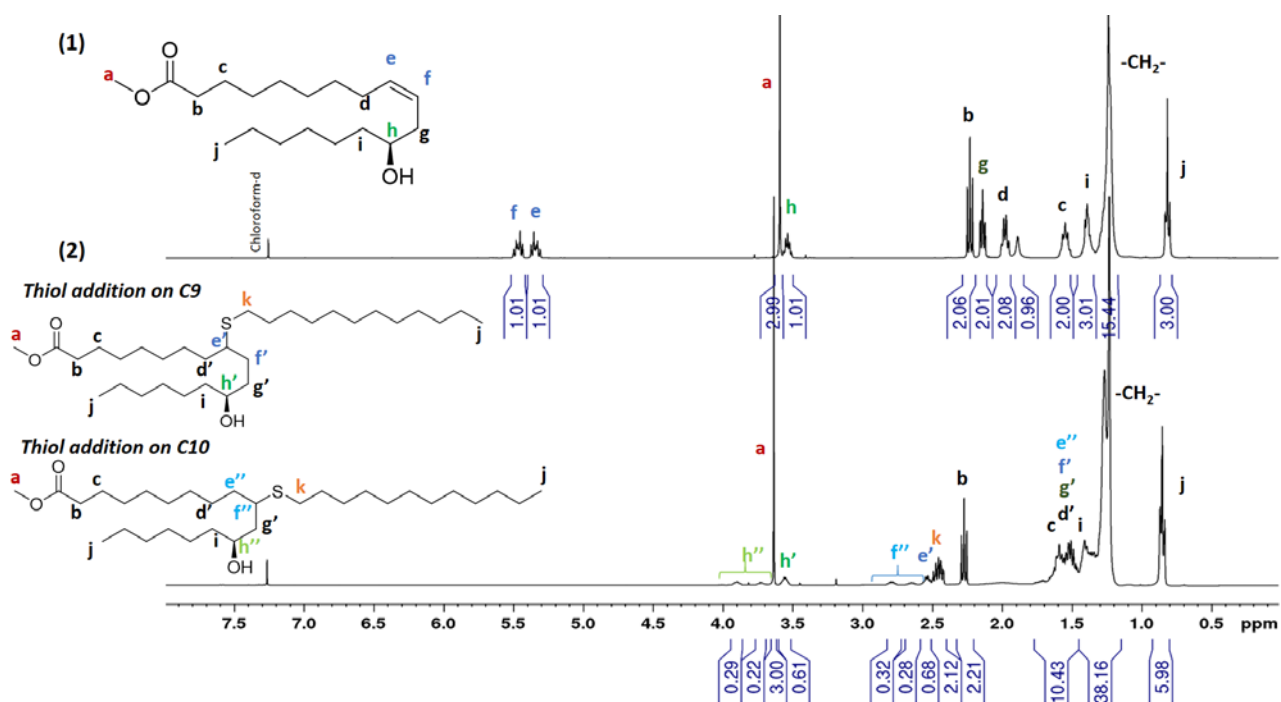 (1)
a
O
O
b
c
d
e
f
g
h
i
j
OH
Chloroform-d
f
e
a
h
b
g
d
c
i
-CH2-
j
1.01
1.01
2.99
1.01
2.06
2.01
2.08
0.96
2.00
3.01
15.44
3.00
(2)
Thiol addition on C9
a
O
O
b
c
d'
S
k
j
e'
f'
g'
h'
i
j
OH
Thiol addition on C10
a
O
O
b
c
d'
e''
S
k
j
f''
g'
h''
i
j
OH
h''
a
h'
f''
e'
k
b
e''
f'
g'
c d' i
-CH2-
j
7.5 7.0 6.5 6.0 5.5 5.0 4.5 4.0 3.5 3.0 2.5 2.0 1.5 1.0 0.5 ppm
0.29
0.22
3.00
0.61
0.32
0.28
0.68
2.12
2.21
10.43
38.16
5.98